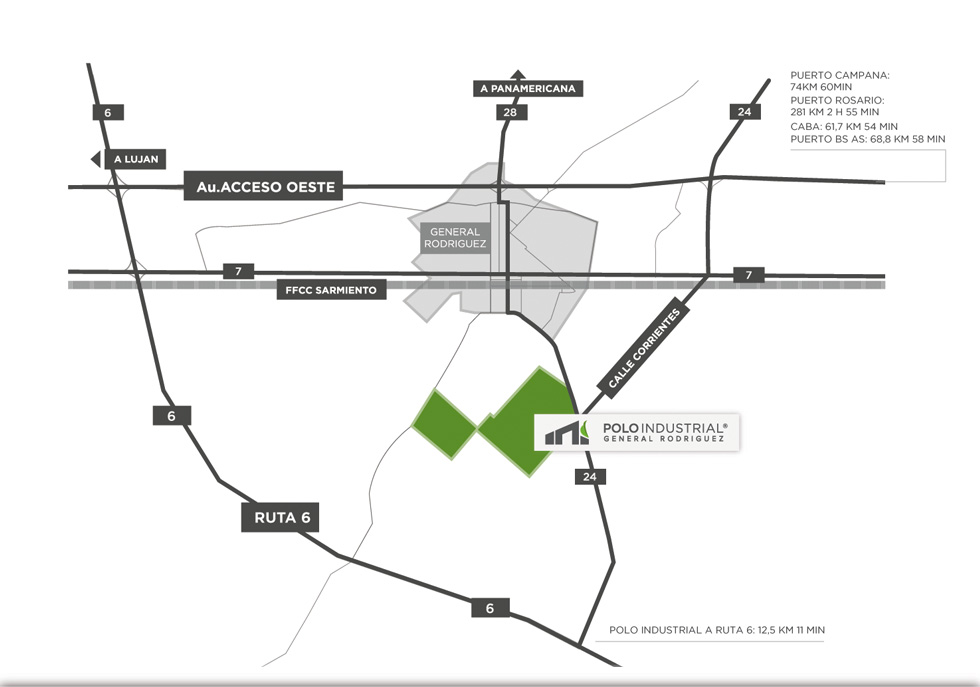 A PANAMERICANA
PUERTO CAMPANA:
74KM 60MIN
PUERTO ROSARIO:
281 KM 2 H 55 MIN
CABA: 61,7 KM 54 MIN
PUERTO BS AS: 68,8 KM 58 MIN
6
28
24
A LUJAN
Au.ACCESO OESTE
GENERAL
RODRIGUEZ
7
7
FFCC SARMIENTO
CALLE CORRIENTES
6
POLO INDUSTRIAL®
GENERAL RODRIGUEZ
24
RUTA 6
6
POLO INDUSTRIAL A RUTA 6: 12,5 KM 11 MIN